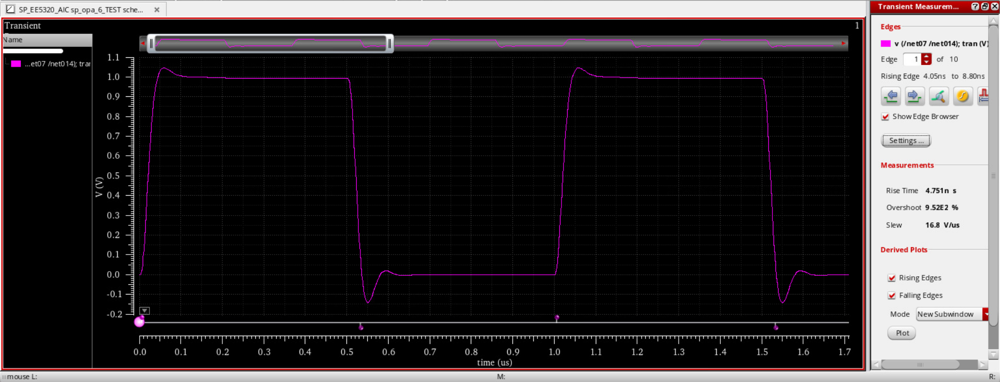 SP_EE5320_AIC sp_opa_6_TEST sche...
Transient Measurem...
Transient
1
Name
...et07 /net014); trar
1.1
1.0
0.9
0.8
0.7
0.6
0.5
0.4
0.3
0.2
0.1
0.0
-0.1
-0.2
V (V)
0.0 0.1 0.2 0.3 0.4 0.5 0.6 0.7 0.8 0.9 1.0 1.1 1.2 1.3 1.4 1.5 1.6 1.7
time (us)
Edges
v (/net07 /net014); tran (V)
Edge 1 of 10
Rising Edge 4.05ns to 8.80ns
Show Edge Browser
Settings ...
Measurements
Rise Time 4.751n s
Overshoot 9.52E2 %
Slew 16.8 V/us
Derived Plots
Rising Edges
Falling Edges
Mode New Subwindow
Plot
mouse L: M: R: